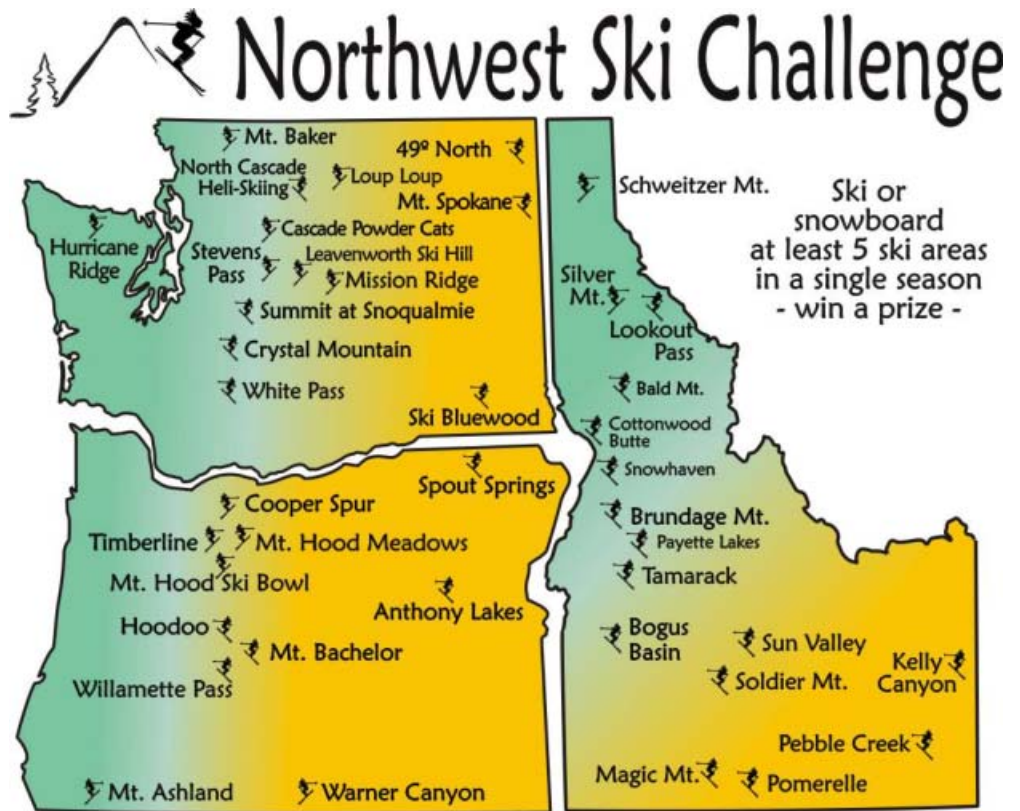 Northwest Ski Challenge
Mt. Baker
49º North
North Cascade
Heli-Skiing
Loup Loup
Mt. Spokane
Schweitzer Mt.
Ski or
snowboard
at least 5 ski areas
in a single season
- win a prize -
Hurricane
Ridge
Cascade Powder Cats
Stevens
Pass
Leavenworth Ski Hill
Mission Ridge
Silver
Mt.
Summit at Snoqualmie
Lookout
Pass
Crystal Mountain
White Pass
Bald Mt.
Ski Bluewood
Cottonwood
Butte
Snowhaven
Spout Springs
Cooper Spur
Brundage Mt.
Timberline
Mt. Hood Meadows
Payette Lakes
Mt. Hood Ski Bowl
Tamarack
Anthony Lakes
Hoodoo
Bogus
Basin
Sun Valley
Mt. Bachelor
Kelly
Canyon
Willamette Pass
Soldier Mt.
Pebble Creek
Magic Mt.
Pomerelle
Mt. Ashland
Warner Canyon